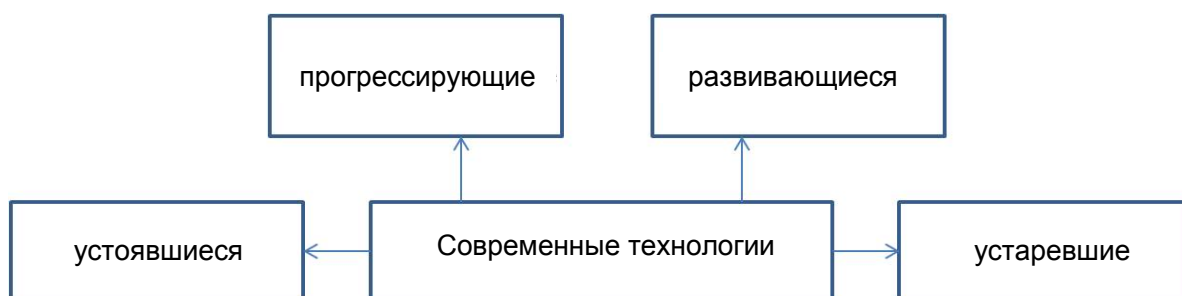 прогрессирующие
развивающиеся
устоявшиеся
Современные технологии
устаревшие